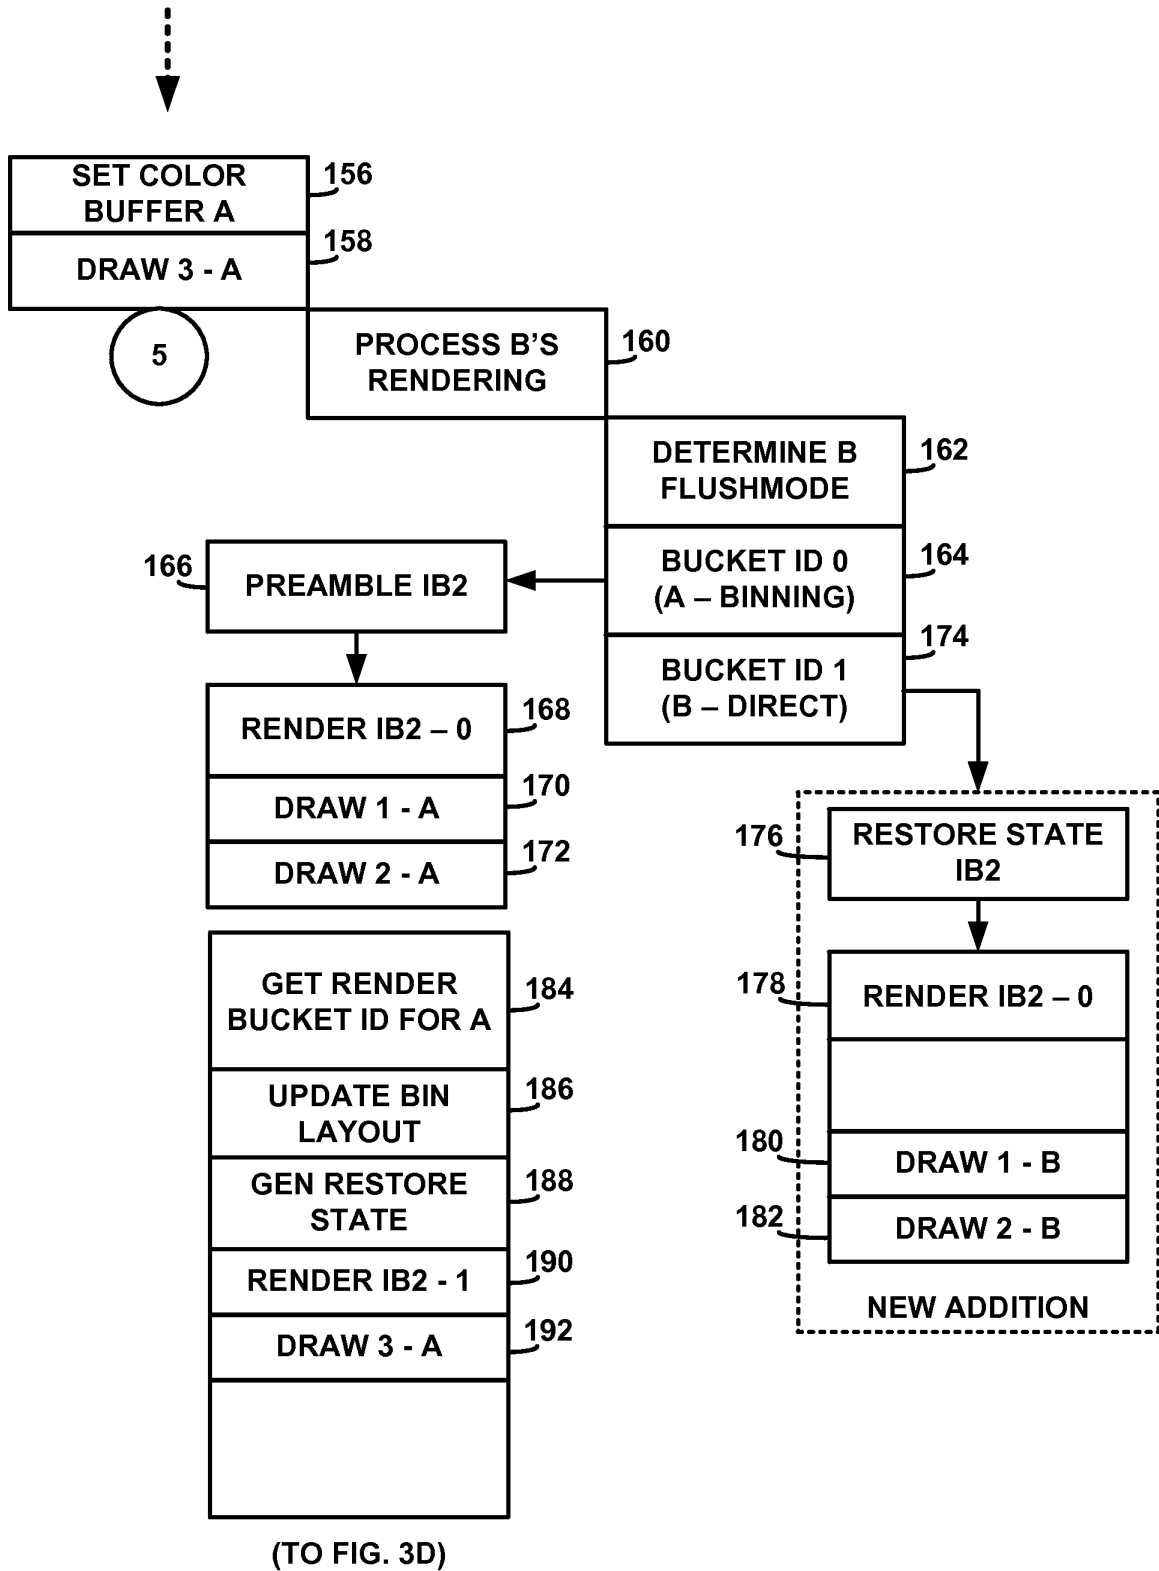 SET COLOR
BUFFER A
156
DRAW 3 - A
158
5
PROCESS B'S
RENDERING
160
DETERMINE B
FLUSHMODE
162
BUCKET ID 0
(A – BINNING)
164
BUCKET ID 1
(B – DIRECT)
174
166
PREAMBLE IB2
RENDER IB2 – 0
168
DRAW 1 - A
170
DRAW 2 - A
172
GET RENDER
BUCKET ID FOR A
184
UPDATE BIN
LAYOUT
186
GEN RESTORE
STATE
188
RENDER IB2 - 1
190
DRAW 3 - A
192
176
RESTORE STATE
IB2
178
RENDER IB2 – 0
180
DRAW 1 - B
182
DRAW 2 - B
NEW ADDITION
(TO FIG. 3D)